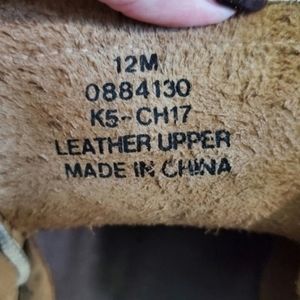 12M
0884130
K5-CH17
LEATHER UPPER
MADE IN CHINA